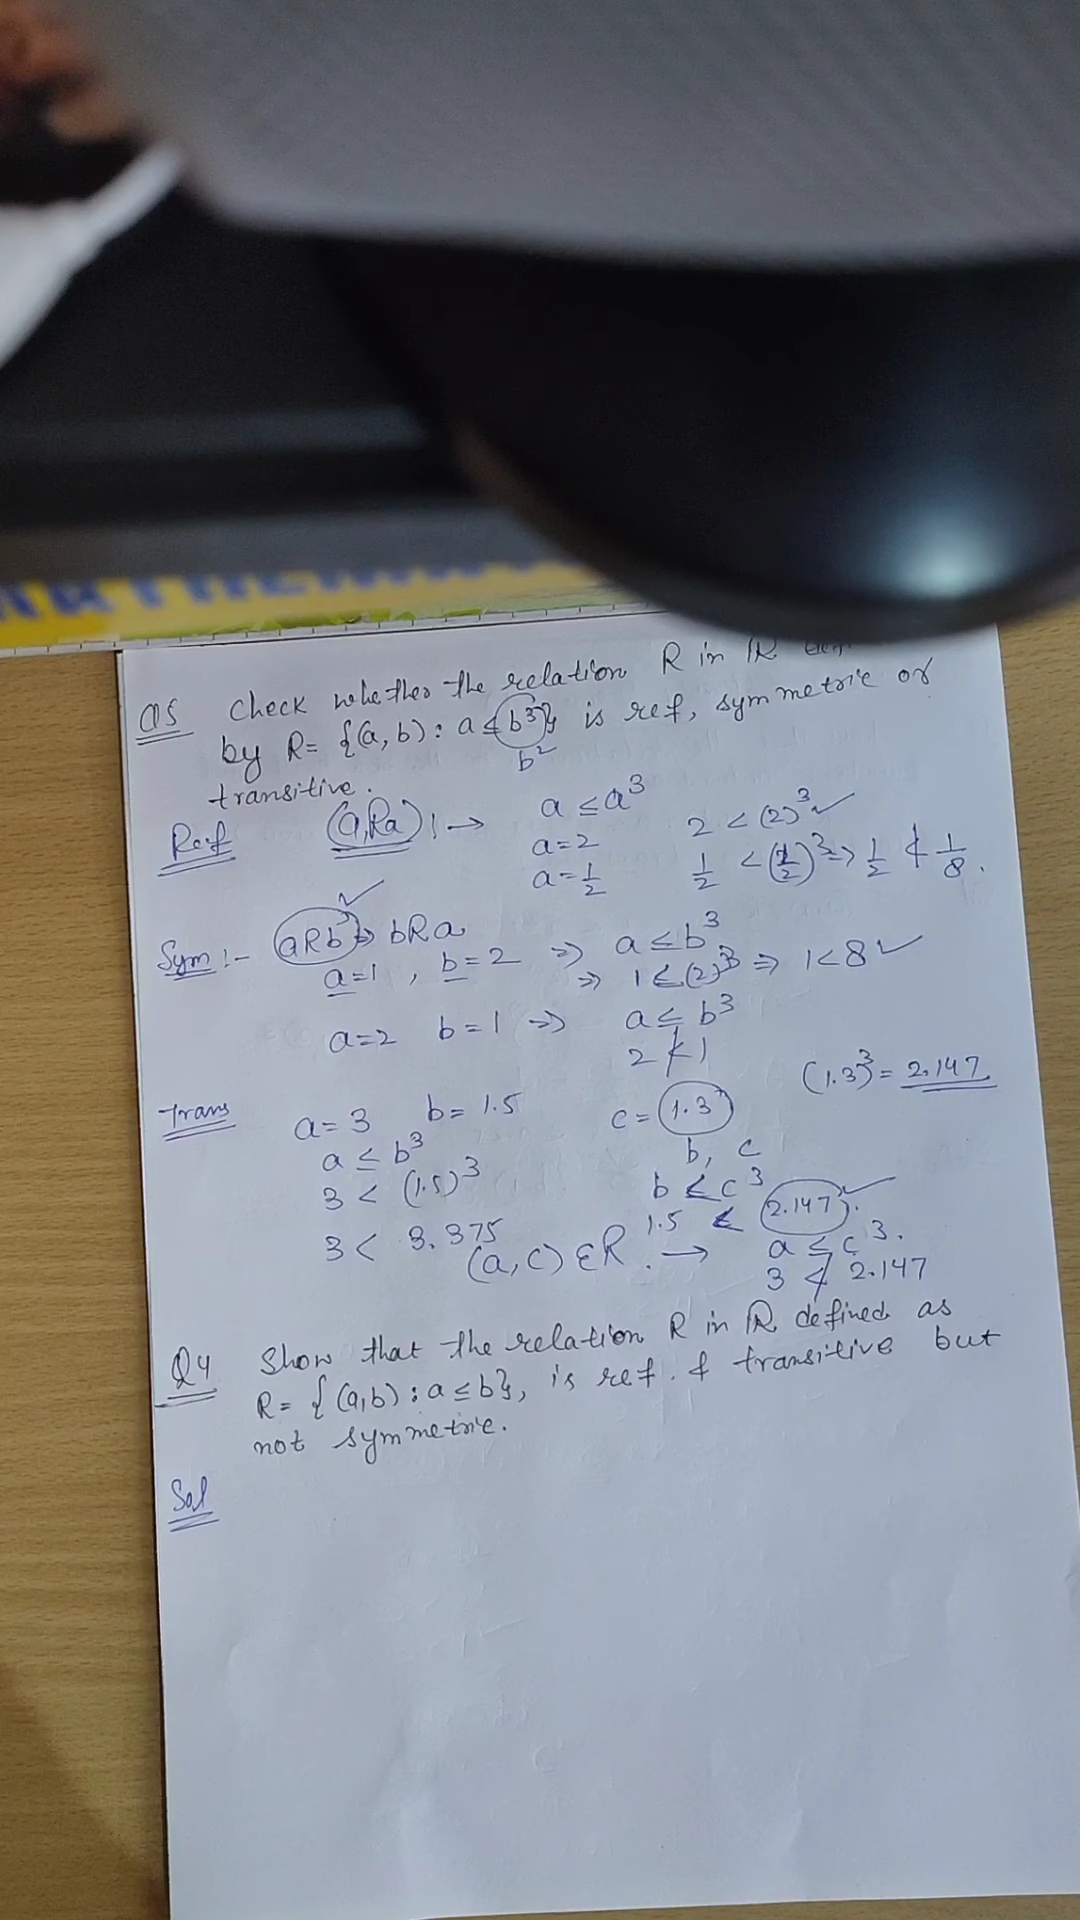 Q5 Check whether the relation R in R
by R = {(a, b) : a ≤ b³} is ref, symmetric or
b²
transitive.
Ref (a,Ra) :→ a ≤ a³ 2 < (2)³ ✓
a=2
a=1/2 1/2 < (1/2)³ => 1/2 ≮ 1/8.
Sym :- aRb → bRa ✓
a=1, b=2 => a ≤ b³
=> 1 ≤ (2)³ => 1<8 ✓
a=2 b=1 => a ≤ b³
2 ≮ 1
(1.3)³ = 2.147
Trans a=3 b=1.5 c=1.3
a ≤ b³ b, c
3 < (1.5)³ b ≤ c³
3 < 3.375 1.5 < 2.147. ✓
(a,c) ∈ R. → a ≤ c³.
3 ≮ 2.147
Q4 Show that the relation R in R defined as
R = {(a,b) : a ≤ b}, is ref. & transitive but
not symmetric.
Sol